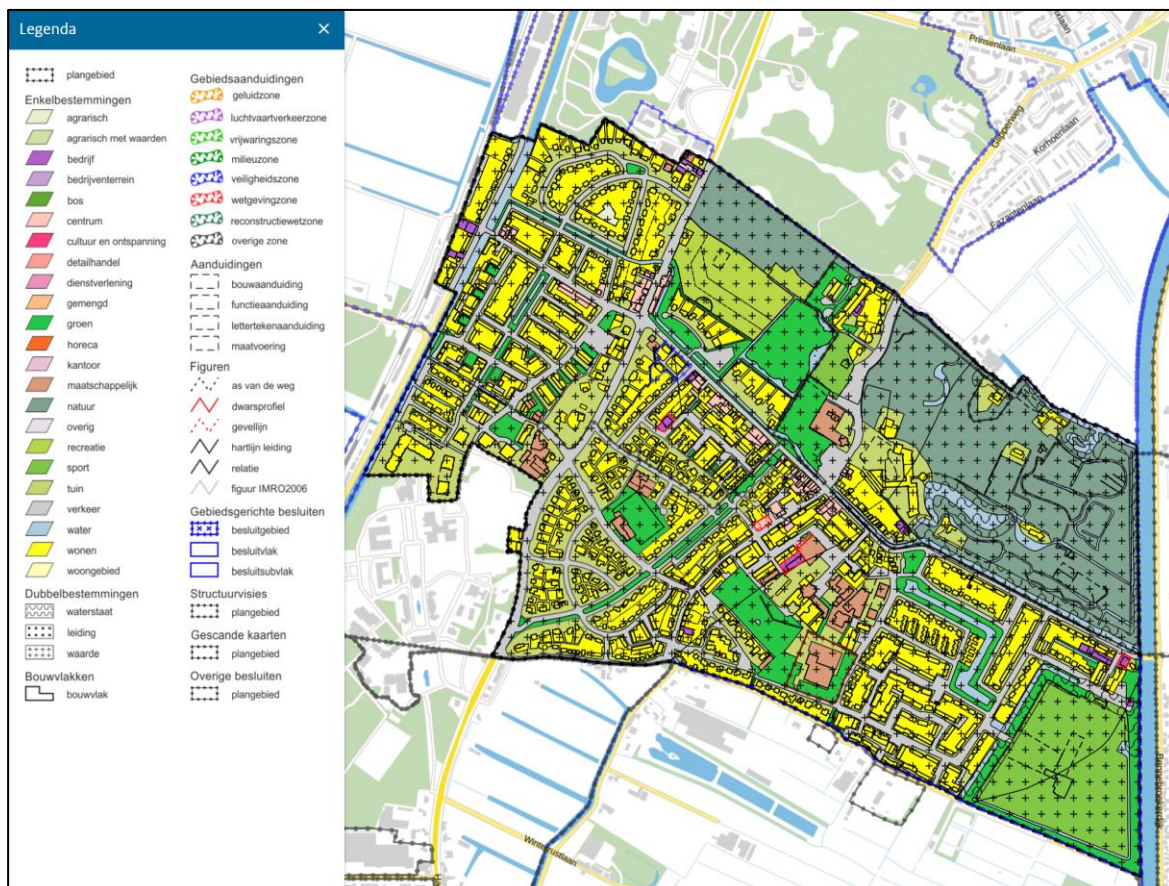 Legenda
×
plangebied
Enkelbestemmingen
agrarisch
agrarisch met waarden
bedrijf
bedrijventerrein
bos
centrum
cultuur en ontspanning
detailhandel
dienstverlening
gemengd
groen
horeca
kantoor
maatschappelijk
natuur
overig
recreatie
sport
tuin
verkeer
water
wonen
woongebied
Dubbelbestemmingen
waterstaat
leiding
waarde
Bouwvlakken
bouwvlak
Gebiedsaanduidingen
geluidzone
luchtvaartverkeerzone
vrijwaringszone
milieuzone
veiligheidszone
wetgevingzone
reconstructiewetzone
overige zone
Aanduidingen
bouwaanduiding
functieaanduiding
lettertekenaanduiding
maatvoering
Figuren
as van de weg
dwarsprofiel
gevellijn
hartlijn leiding
relatie
figuur IMRO2006
Gebiedsgerichte besluiten
besluitgebied
besluitvlak
besluitsubvlak
Structuurvisies
plangebied
Gescande kaarten
plangebied
Overige besluiten
plangebied
Prinsenlaan
Glipperweg
Korhoenlaan
Fazantenlaan